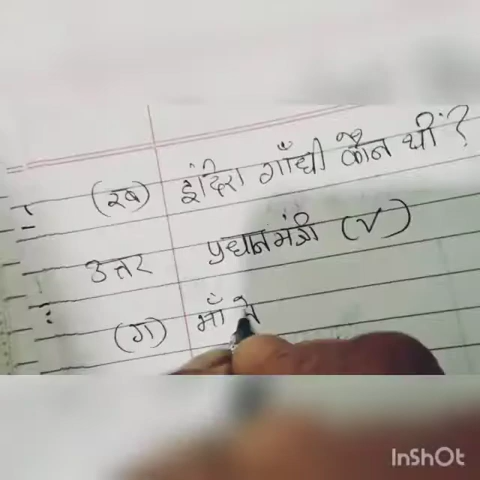 (ख) इंदिरा गाँधी कौन थीं?
उत्तर प्रधानमंत्री (✓)
(ग) माँ ने
InShOt